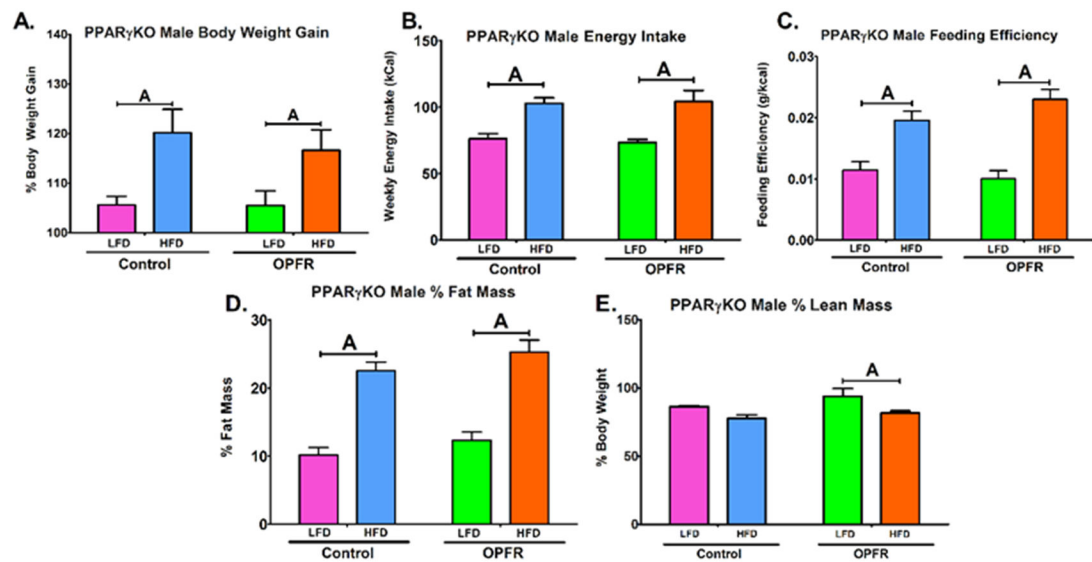 A.
PPARγKO Male Body Weight Gain
% Body Weight Gain
130
120
110
100
A
A
LFD HFD LFD HFD
Control OPFR
B.
PPARγKO Male Energy Intake
Weekly Energy Intake (kCal)
150
100
50
0
A
A
LFD HFD LFD HFD
Control OPFR
C.
PPARγKO Male Feeding Efficiency
Feeding Efficiency (g/kcal)
0.03
0.02
0.01
0.00
A
A
LFD HFD LFD HFD
Control OPFR
D.
PPARγKO Male % Fat Mass
% Fat Mass
30
20
10
0
A
A
LFD HFD LFD HFD
Control OPFR
E.
PPARγKO Male % Lean Mass
% Body Weight
150
100
50
0
A
LFD HFD LFD HFD
Control OPFR